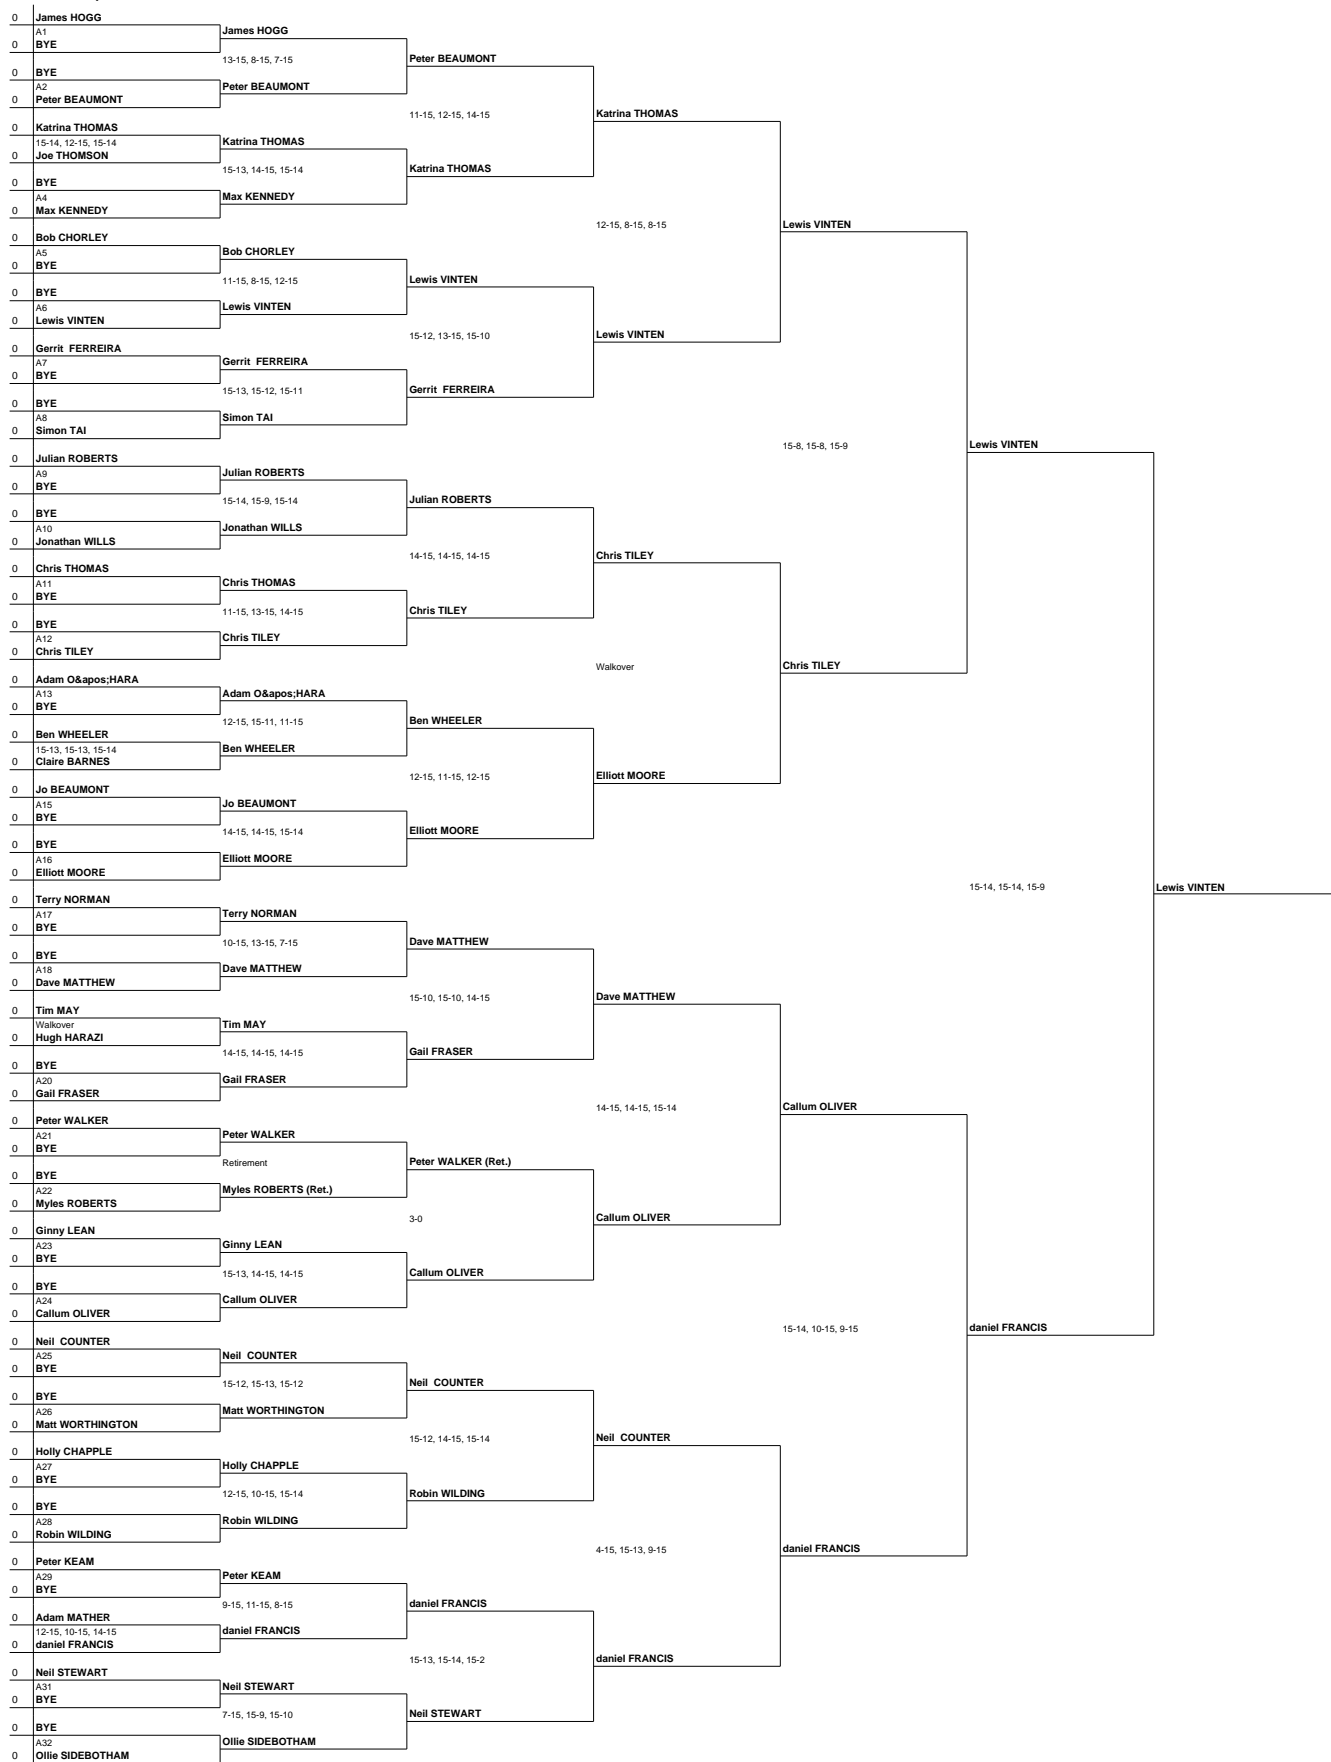 0 James HOGG
A1 James HOGG
0 BYE
13-15, 8-15, 7-15 Peter BEAUMONT
0 BYE
A2 Peter BEAUMONT
0 Peter BEAUMONT
11-15, 12-15, 14-15 Katrina THOMAS
0 Katrina THOMAS
15-14, 12-15, 15-14 Katrina THOMAS
0 Joe THOMSON
15-13, 14-15, 15-14 Katrina THOMAS
0 BYE
A4 Max KENNEDY
0 Max KENNEDY
12-15, 8-15, 8-15 Lewis VINTEN
0 Bob CHORLEY
A5 Bob CHORLEY
0 BYE
11-15, 8-15, 12-15 Lewis VINTEN
0 BYE
A6 Lewis VINTEN
0 Lewis VINTEN
15-12, 13-15, 15-10 Lewis VINTEN
0 Gerrit FERREIRA
A7 Gerrit FERREIRA
0 BYE
15-13, 15-12, 15-11 Gerrit FERREIRA
0 BYE
A8 Simon TAI
0 Simon TAI
15-8, 15-8, 15-9 Lewis VINTEN
0 Julian ROBERTS
A9 Julian ROBERTS
0 BYE
15-14, 15-9, 15-14 Julian ROBERTS
0 BYE
A10 Jonathan WILLS
0 Jonathan WILLS
14-15, 14-15, 14-15 Chris TILEY
0 Chris THOMAS
A11 Chris THOMAS
0 BYE
11-15, 13-15, 14-15 Chris TILEY
0 BYE
A12 Chris TILEY
0 Chris TILEY
Walkover Chris TILEY
0 Adam O&apos;HARA
A13 Adam O&apos;HARA
0 BYE
12-15, 15-11, 11-15 Ben WHEELER
0 Ben WHEELER
15-13, 15-13, 15-14 Ben WHEELER
0 Claire BARNES
12-15, 11-15, 12-15 Elliott MOORE
0 Jo BEAUMONT
A15 Jo BEAUMONT
0 BYE
14-15, 14-15, 15-14 Elliott MOORE
0 BYE
A16 Elliott MOORE
0 Elliott MOORE
15-14, 15-14, 15-9 Lewis VINTEN
0 Terry NORMAN
A17 Terry NORMAN
0 BYE
10-15, 13-15, 7-15 Dave MATTHEW
0 BYE
A18 Dave MATTHEW
0 Dave MATTHEW
15-10, 15-10, 14-15 Dave MATTHEW
0 Tim MAY
Walkover Tim MAY
0 Hugh HARAZI
14-15, 14-15, 14-15 Gail FRASER
0 BYE
A20 Gail FRASER
0 Gail FRASER
14-15, 14-15, 15-14 Callum OLIVER
0 Peter WALKER
A21 Peter WALKER
0 BYE
Retirement Peter WALKER (Ret.)
0 BYE
A22 Myles ROBERTS (Ret.)
0 Myles ROBERTS
3-0 Callum OLIVER
0 Ginny LEAN
A23 Ginny LEAN
0 BYE
15-13, 14-15, 14-15 Callum OLIVER
0 BYE
A24 Callum OLIVER
0 Callum OLIVER
15-14, 10-15, 9-15 daniel FRANCIS
0 Neil COUNTER
A25 Neil COUNTER
0 BYE
15-12, 15-13, 15-12 Neil COUNTER
0 BYE
A26 Matt WORTHINGTON
0 Matt WORTHINGTON
15-12, 14-15, 15-14 Neil COUNTER
0 Holly CHAPPLE
A27 Holly CHAPPLE
0 BYE
12-15, 10-15, 15-14 Robin WILDING
0 BYE
A28 Robin WILDING
0 Robin WILDING
4-15, 15-13, 9-15 daniel FRANCIS
0 Peter KEAM
A29 Peter KEAM
0 BYE
9-15, 11-15, 8-15 daniel FRANCIS
0 Adam MATHER
12-15, 10-15, 14-15 daniel FRANCIS
0 daniel FRANCIS
15-13, 15-14, 15-2 daniel FRANCIS
0 Neil STEWART
A31 Neil STEWART
0 BYE
7-15, 15-9, 15-10 Neil STEWART
0 BYE
A32 Ollie SIDEBOTHAM
0 Ollie SIDEBOTHAM